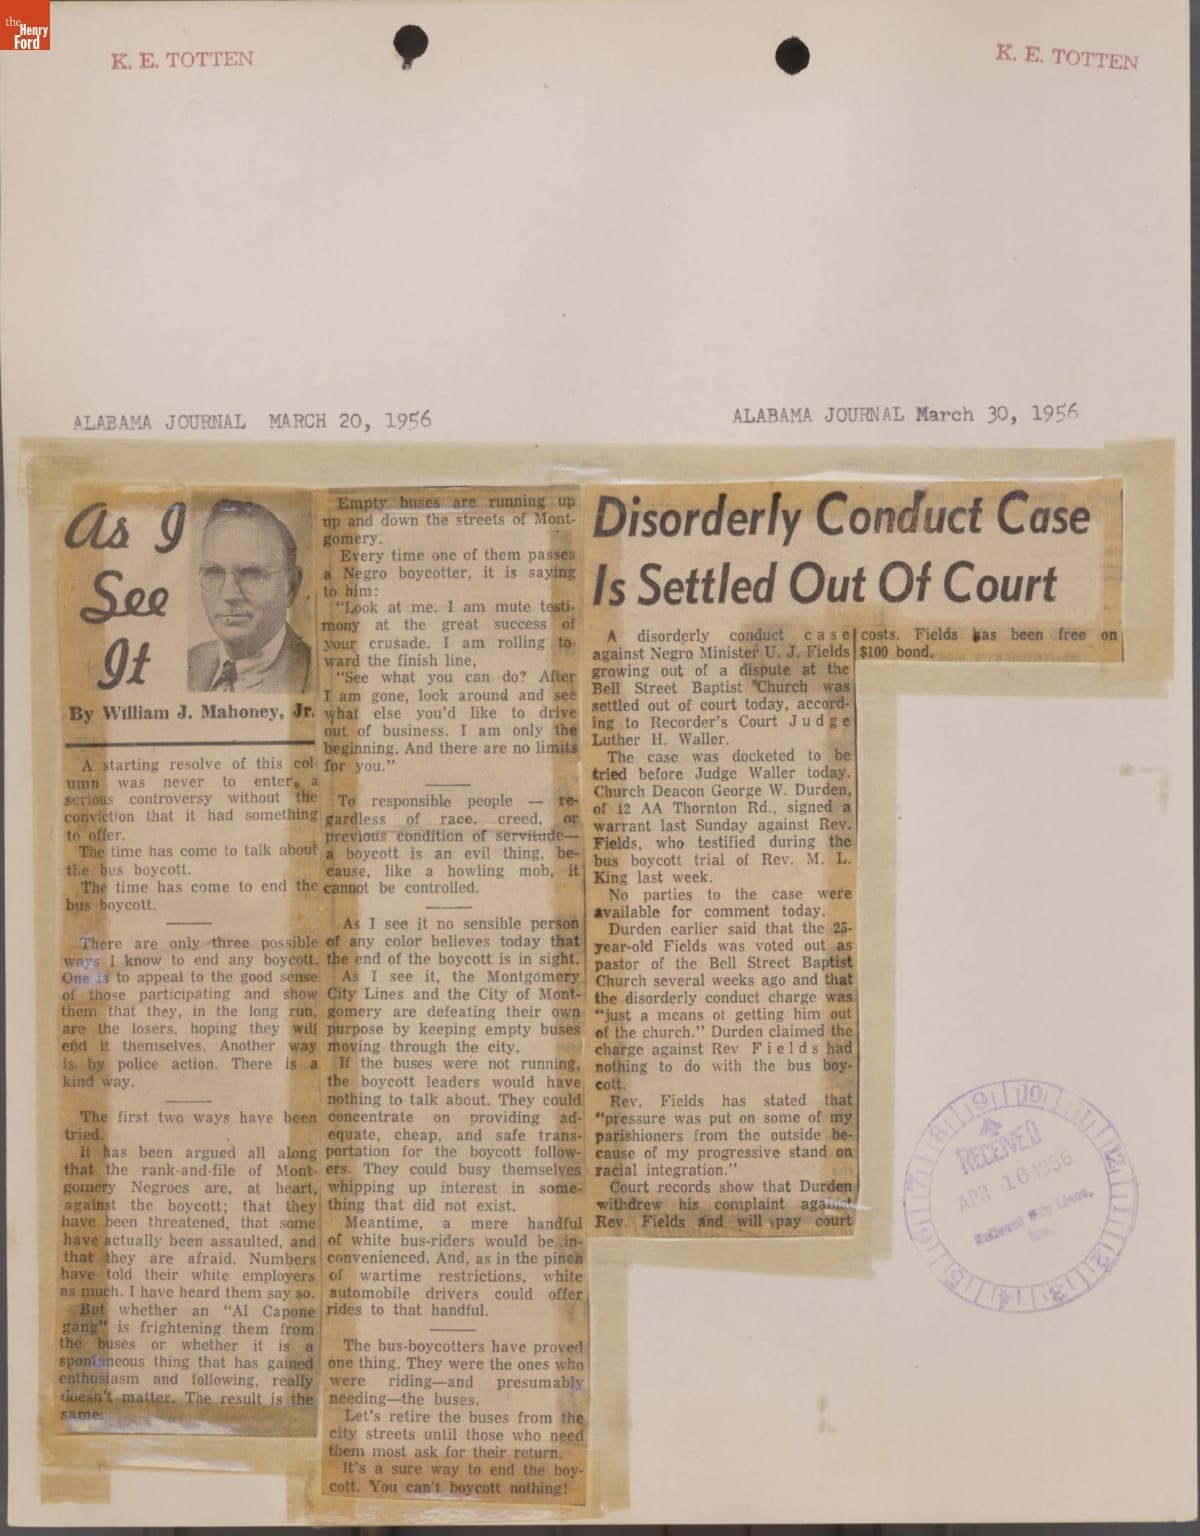 the
Henry
Ford
K. E. TOTTEN
K. E. TOTTEN
ALABAMA JOURNAL MARCH 20, 1956
ALABAMA JOURNAL March 30, 1956
As I
See
It
By William J. Mahoney, Jr.
A starting resolve of this col-
umn was never to enter a
serious controversy without the
conviction that it had something
to offer.
The time has come to talk about
the bus boycott.
The time has come to end the
bus boycott.
There are only three possible
ways I know to end any boycott.
One is to appeal to the good sense
of those participating and show
them that they, in the long run,
are the losers, hoping they will
end it themselves. Another way
is by police action. There is a
kind way.
The first two ways have been
tried.
It has been argued all along
that the rank-and-file of Mont-
gomery Negroes are, at heart,
against the boycott; that they
have been threatened, that some
have actually been assaulted, and
that they are afraid. Numbers
have told their white employers
as much. I have heard them say so.
But whether an "Al Capone
gang" is frightening them from
the buses or whether it is a
spontaneous thing that has gained
enthusiasm and following, really
doesn't matter. The result is the
same.
Empty buses are running up
up and down the streets of Mont-
gomery.
Every time one of them passes
a Negro boycotter, it is saying
to him:
"Look at me. I am mute testi-
mony at the great success of
your crusade. I am rolling to-
ward the finish line,
"See what you can do? After
I am gone, look around and see
what else you'd like to drive
out of business. I am only the
beginning. And there are no limits
for you."
To responsible people — re-
gardless of race, creed, or
previous condition of servitude—
a boycott is an evil thing, be-
cause, like a howling mob, it
cannot be controlled.
As I see it no sensible person
of any color believes today that
the end of the boycott is in sight.
As I see it, the Montgomery
City Lines and the City of Mont-
gomery are defeating their own
purpose by keeping empty buses
moving through the city.
If the buses were not running,
the boycott leaders would have
nothing to talk about. They could
concentrate on providing ad-
equate, cheap, and safe trans-
portation for the boycott follow-
ers. They could busy themselves
whipping up interest in some-
thing that did not exist.
Meantime, a mere handful
of white bus-riders would be in-
convenienced. And, as in the pinch
of wartime restrictions, white
automobile drivers could offer
rides to that handful.
The bus-boycotters have proved
one thing. They were the ones who
were riding—and presumably
needing—the buses.
Let's retire the buses from the
city streets until those who need
them most ask for their return.
It's a sure way to end the boy-
cott. You can't boycott nothing!
Disorderly Conduct Case
Is Settled Out Of Court
A disorderly conduct case
against Negro Minister U. J. Fields
growing out of a dispute at the
Bell Street Baptist Church was
settled out of court today, accord-
ing to Recorder's Court Judge
Luther H. Waller.
The case was docketed to be
tried before Judge Waller today.
Church Deacon George W. Durden,
of 12 AA Thornton Rd., signed a
warrant last Sunday against Rev.
Fields, who testified during the
bus boycott trial of Rev. M. L.
King last week.
No parties to the case were
available for comment today.
Durden earlier said that the 25-
year-old Fields was voted out as
pastor of the Bell Street Baptist
Church several weeks ago and that
the disorderly conduct charge was
"just a means of getting him out
of the church." Durden claimed the
charge against Rev Fields had
nothing to do with the bus boy-
cott.
Rev. Fields has stated that
"pressure was put on some of my
parishioners from the outside be-
cause of my progressive stand on
racial integration."
Court records show that Durden
withdrew his complaint against
Rev. Fields and will pay court
costs. Fields has been free on
$100 bond.
RECEIVED
APR 16 1956
National City Lines,
Inc.
9 10 11 12 2 3 4 5 6 7 8